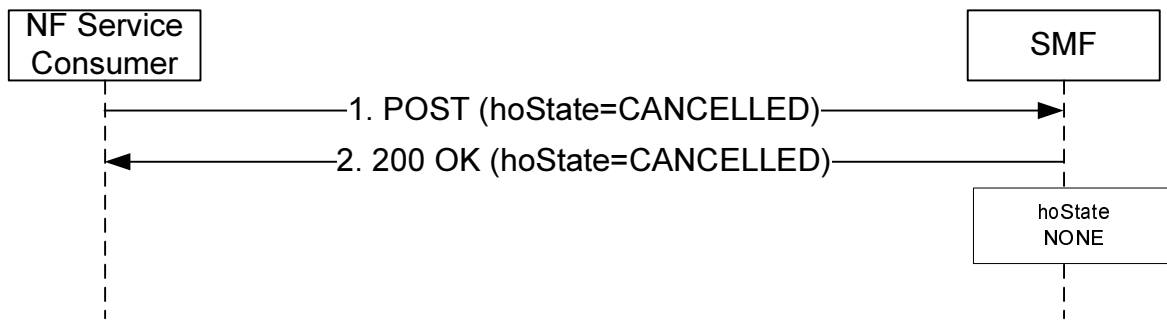 NF Service
Consumer
SMF
1. POST (hoState=CANCELLED)
2. 200 OK (hoState=CANCELLED)
hoState
NONE